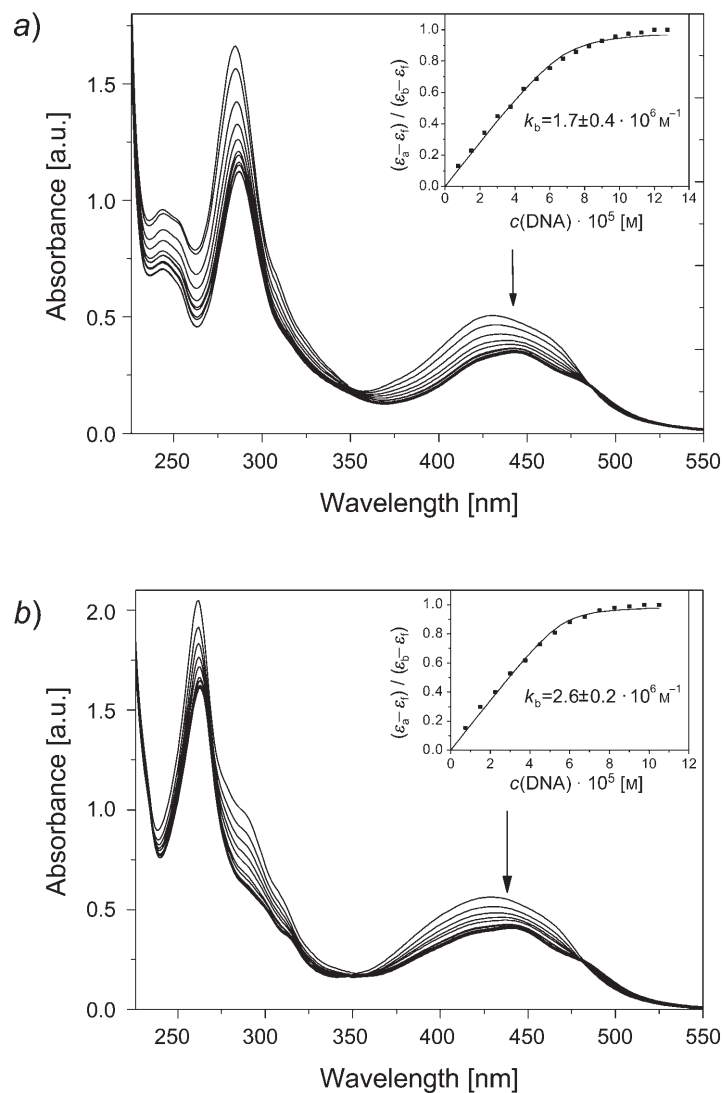 a)
Absorbance [a.u.]
1.5
1.0
0.5
0.0
250 300 350 400 450 500 550
Wavelength [nm]
(εa–εf) / (εb–εf)
1.0
0.8
0.6
0.4
0.2
0.0
kb=1.7±0.4 · 10⁶ M⁻¹
0 2 4 6 8 10 12 14
c(DNA) · 10⁵ [M]
b)
Absorbance [a.u.]
2.0
1.5
1.0
0.5
0.0
250 300 350 400 450 500 550
Wavelength [nm]
(εa–εf) / (εb–εf)
1.0
0.8
0.6
0.4
0.2
0.0
kb=2.6±0.2 · 10⁶ M⁻¹
0 2 4 6 8 10 12
c(DNA) · 10⁵ [M]